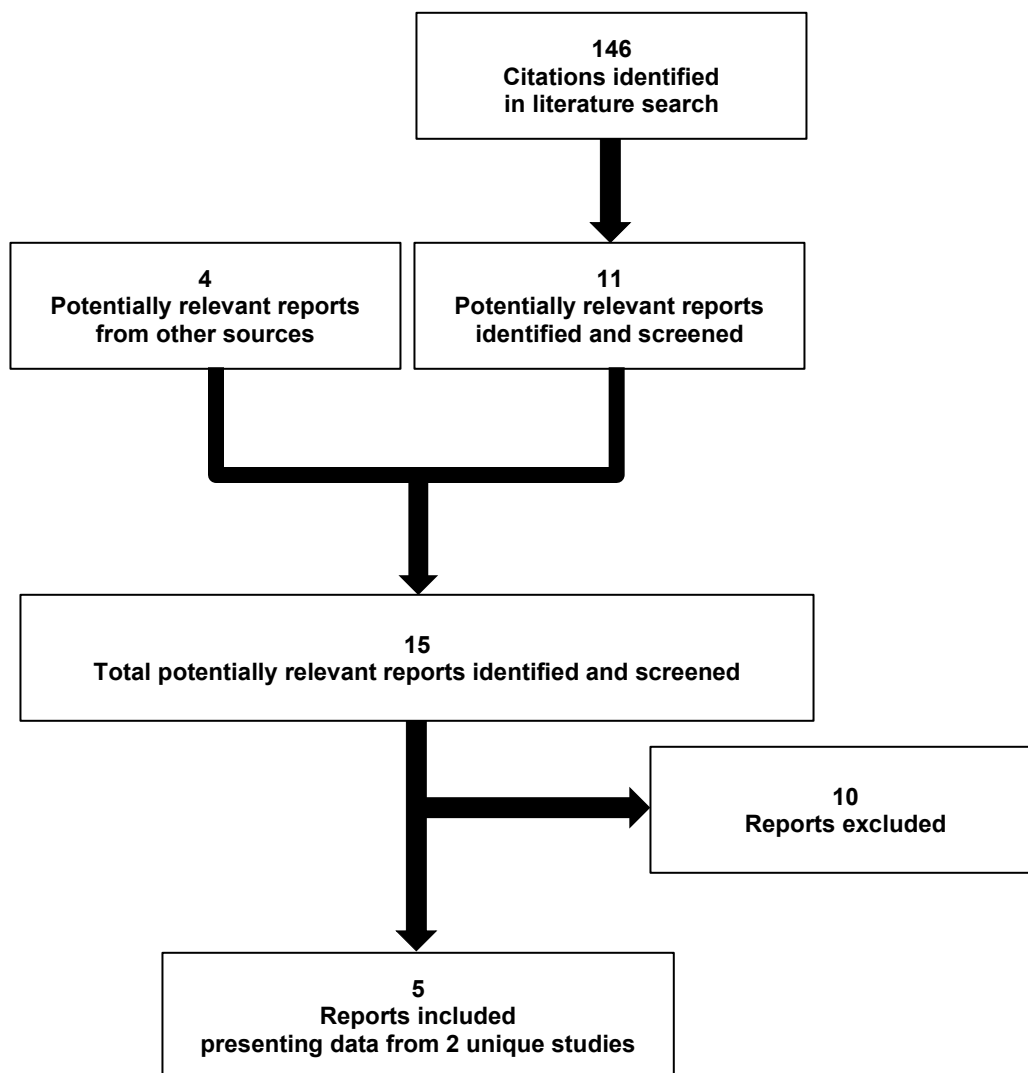 146
Citations identified
in literature search
4
Potentially relevant reports
from other sources
11
Potentially relevant reports
identified and screened
15
Total potentially relevant reports identified and screened
10
Reports excluded
5
Reports included
presenting data from 2 unique studies